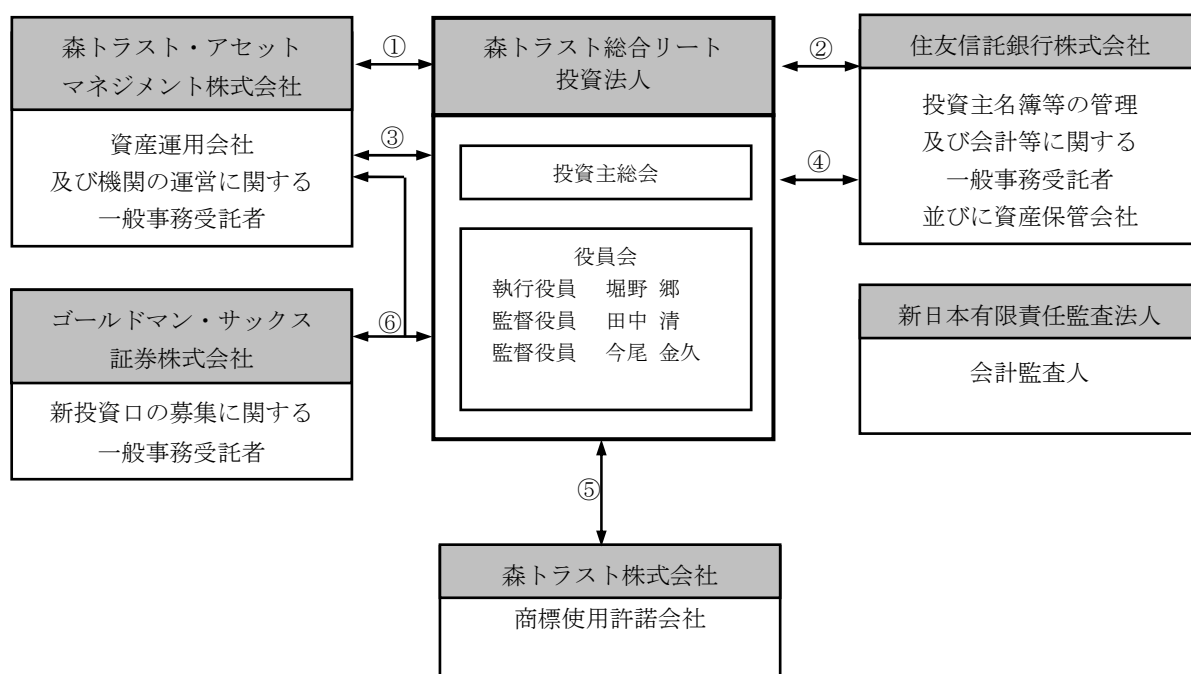 森トラスト・アセット
マネジメント株式会社
資産運用会社
及び機関の運営に関する
一般事務受託者
①
③
森トラスト総合リート
投資法人
投資主総会
役員会
執行役員 堀野 郷
監督役員 田中 清
監督役員 今尾 金久
②
④
住友信託銀行株式会社
投資主名簿等の管理
及び会計等に関する
一般事務受託者
並びに資産保管会社
ゴールドマン・サックス
証券株式会社
新投資口の募集に関する
一般事務受託者
⑥
新日本有限責任監査法人
会計監査人
⑤
森トラスト株式会社
商標使用許諾会社